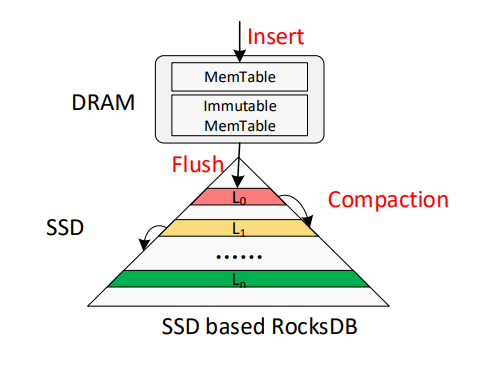 Insert
MemTable
DRAM
Immutable
MemTable
Flush
L0
Compaction
SSD
L1
......
Ln
SSD based RocksDB